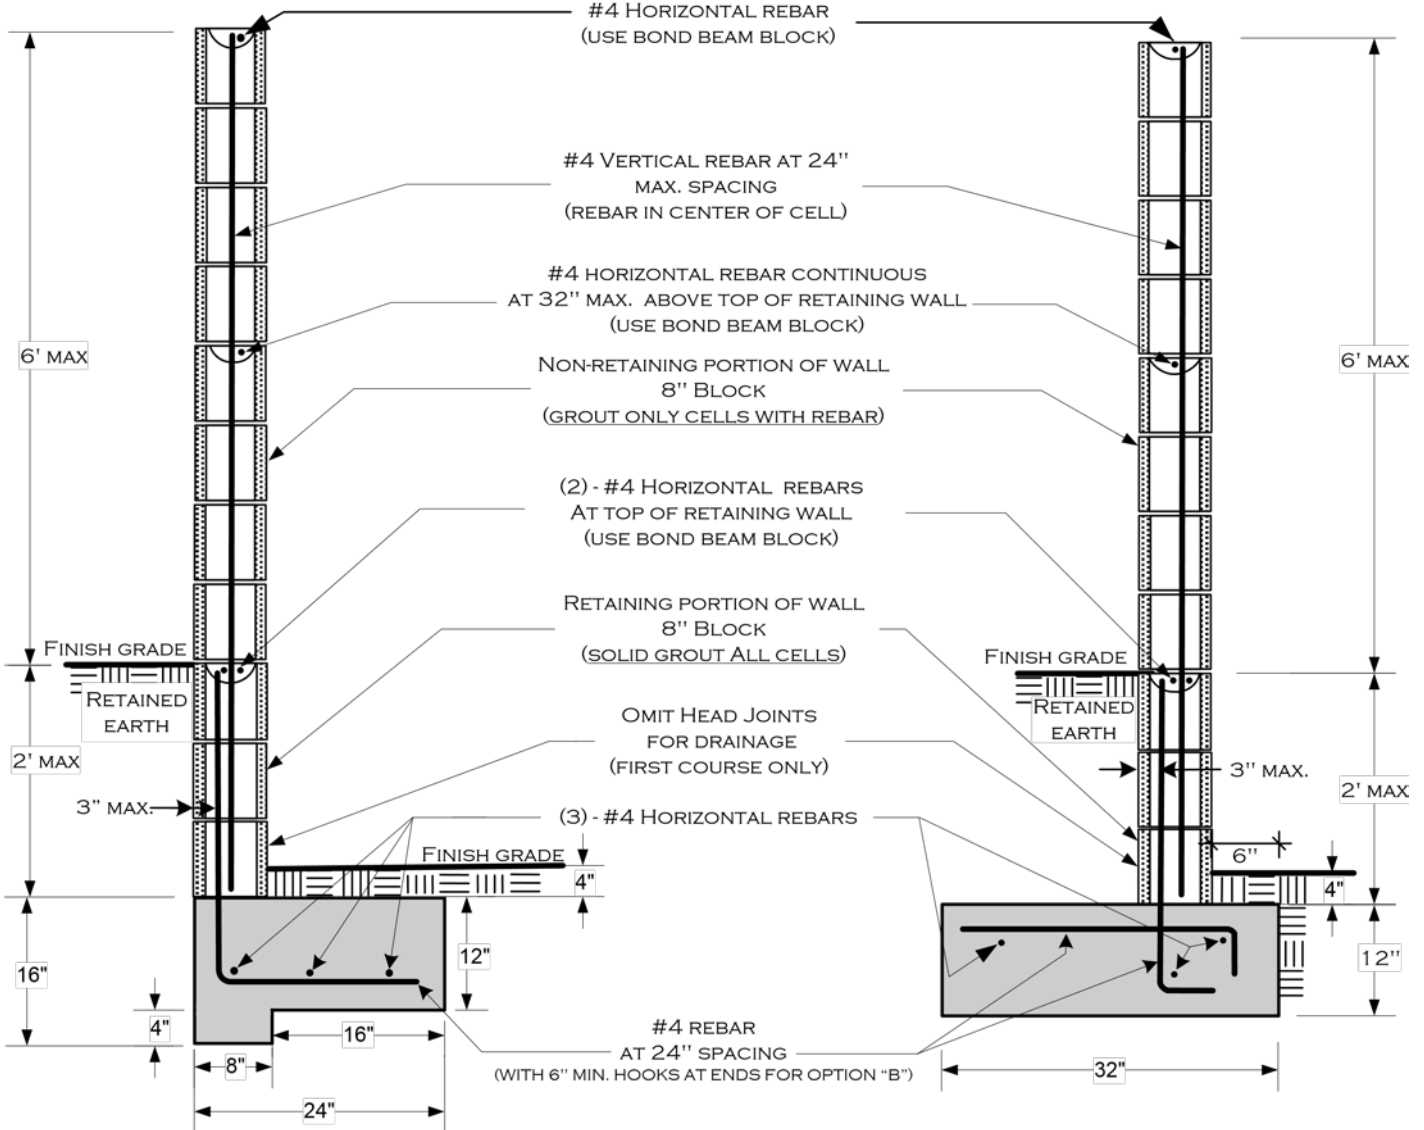 #4 HORIZONTAL REBAR
(USE BOND BEAM BLOCK)
#4 VERTICAL REBAR AT 24"
MAX. SPACING
(REBAR IN CENTER OF CELL)
#4 HORIZONTAL REBAR CONTINUOUS
AT 32" MAX. ABOVE TOP OF RETAINING WALL
(USE BOND BEAM BLOCK)
6' MAX
6' MAX
NON-RETAINING PORTION OF WALL
8" BLOCK
(GROUT ONLY CELLS WITH REBAR)
(2) - #4 HORIZONTAL REBARS
AT TOP OF RETAINING WALL
(USE BOND BEAM BLOCK)
RETAINING PORTION OF WALL
8" BLOCK
(SOLID GROUT ALL CELLS)
FINISH GRADE
RETAINED
EARTH
FINISH GRADE
RETAINED
EARTH
OMIT HEAD JOINTS
FOR DRAINAGE
(FIRST COURSE ONLY)
2' MAX
3" MAX.
3" MAX.
2' MAX
(3) - #4 HORIZONTAL REBARS
FINISH GRADE
4"
6"
4"
16"
12"
12"
4"
16"
8"
24"
#4 REBAR
AT 24" SPACING
(WITH 6" MIN. HOOKS AT ENDS FOR OPTION "B")
32"